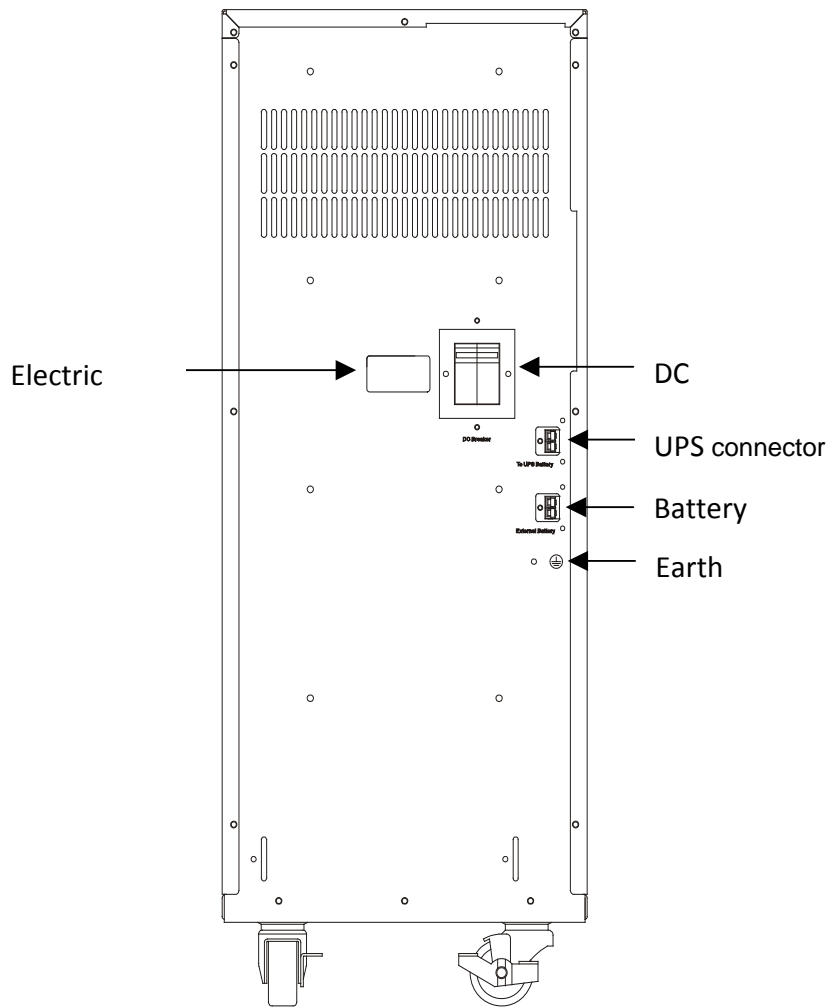 Electric
DC
DC Breaker
UPS connector
To UPS Battery
Battery
External Battery
Earth